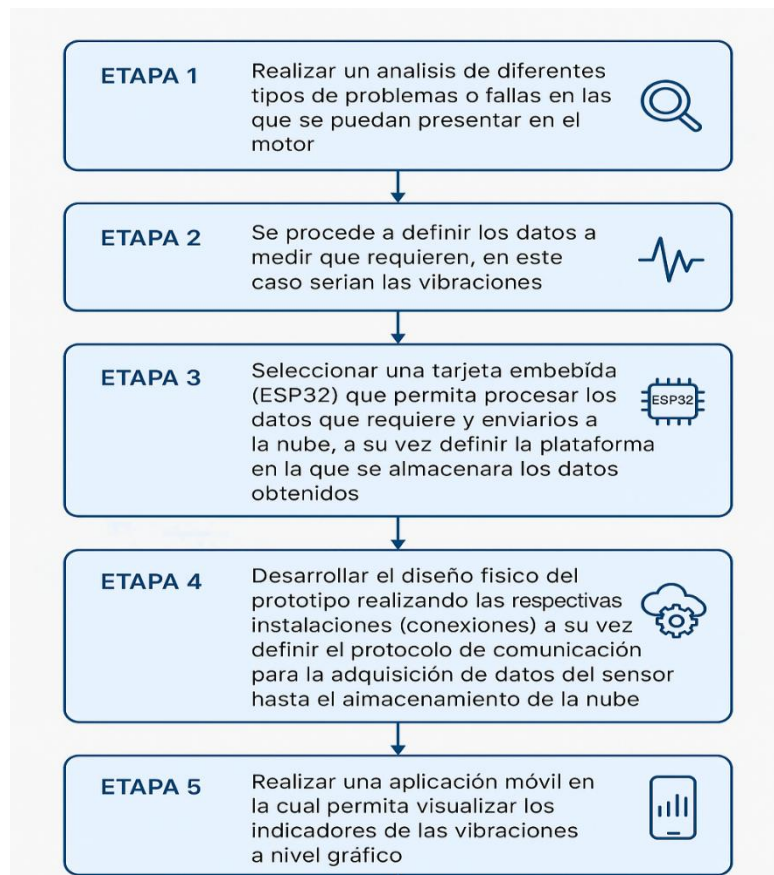 ETAPA 1
Realizar un analisis de diferentes
tipos de problemas o fallas en las
que se puedan presentar en el
motor
ETAPA 2
Se procede a definir los datos a
medir que requieren, en este
caso serian las vibraciones
ETAPA 3
Seleccionar una tarjeta embebída
(ESP32) que permita procesar los
datos que requiere y enviarios a
la nube, a su vez definir la plataforma
en la que se almacenara los datos
obtenidos
ESP32
ETAPA 4
Desarrollar el diseño fisico del
prototipo realizando las respectivas
instalaciones (conexiones) a su vez
definir el protocolo de comunicación
para la adquisición de datos del sensor
hasta el aimacenamiento de la nube
ETAPA 5
Realizar una aplicación móvil en
la cual permita visualizar los
indicadores de las vibraciones
a nivel gráfico